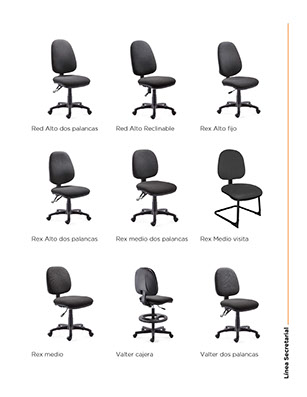 Red Alto dos palancas
Red Alto Reclinable
Rex Alto fijo
Rex Alto dos palancas
Rex medio dos palancas
Rex Medio visita
Rex medio
Valter cajera
Valter dos palancas
Línea Secretarial